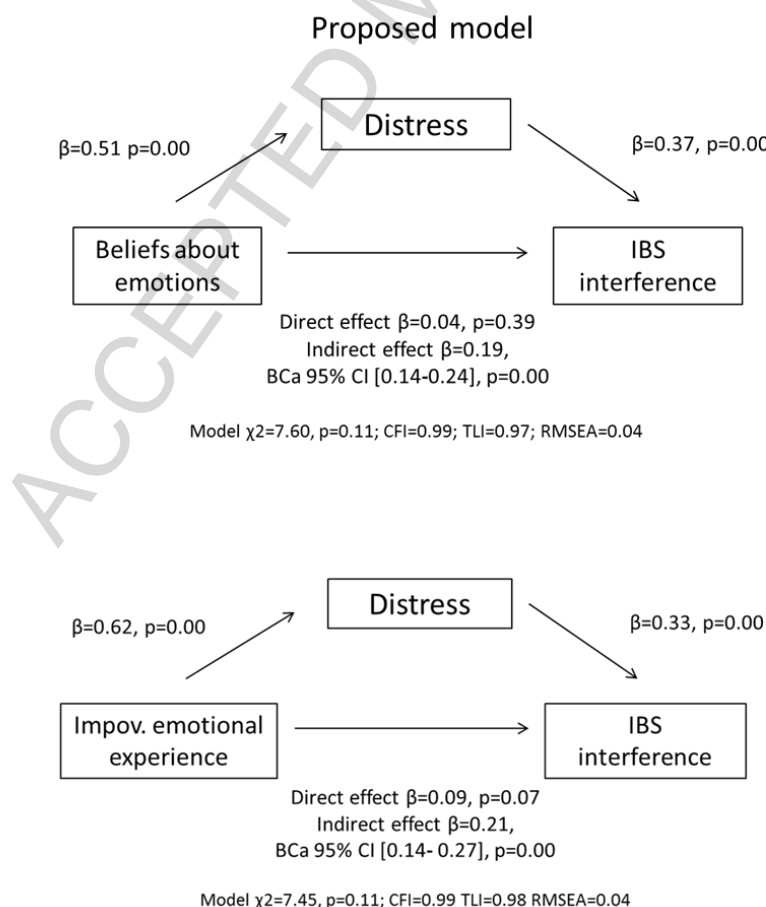 Proposed model
ACCEPTED M
Distress
β=0.51 p=0.00
β=0.37, p=0.00
Beliefs about
emotions
IBS
interference
Direct effect β=0.04, p=0.39
Indirect effect β=0.19,
BCa 95% CI [0.14-0.24], p=0.00
Model χ2=7.60, p=0.11; CFI=0.99; TLI=0.97; RMSEA=0.04
Distress
β=0.62, p=0.00
β=0.33, p=0.00
Impov. emotional
experience
IBS
interference
Direct effect β=0.09, p=0.07
Indirect effect β=0.21,
BCa 95% CI [0.14- 0.27], p=0.00
Model χ2=7.45, p=0.11; CFI=0.99 TLI=0.98 RMSEA=0.04